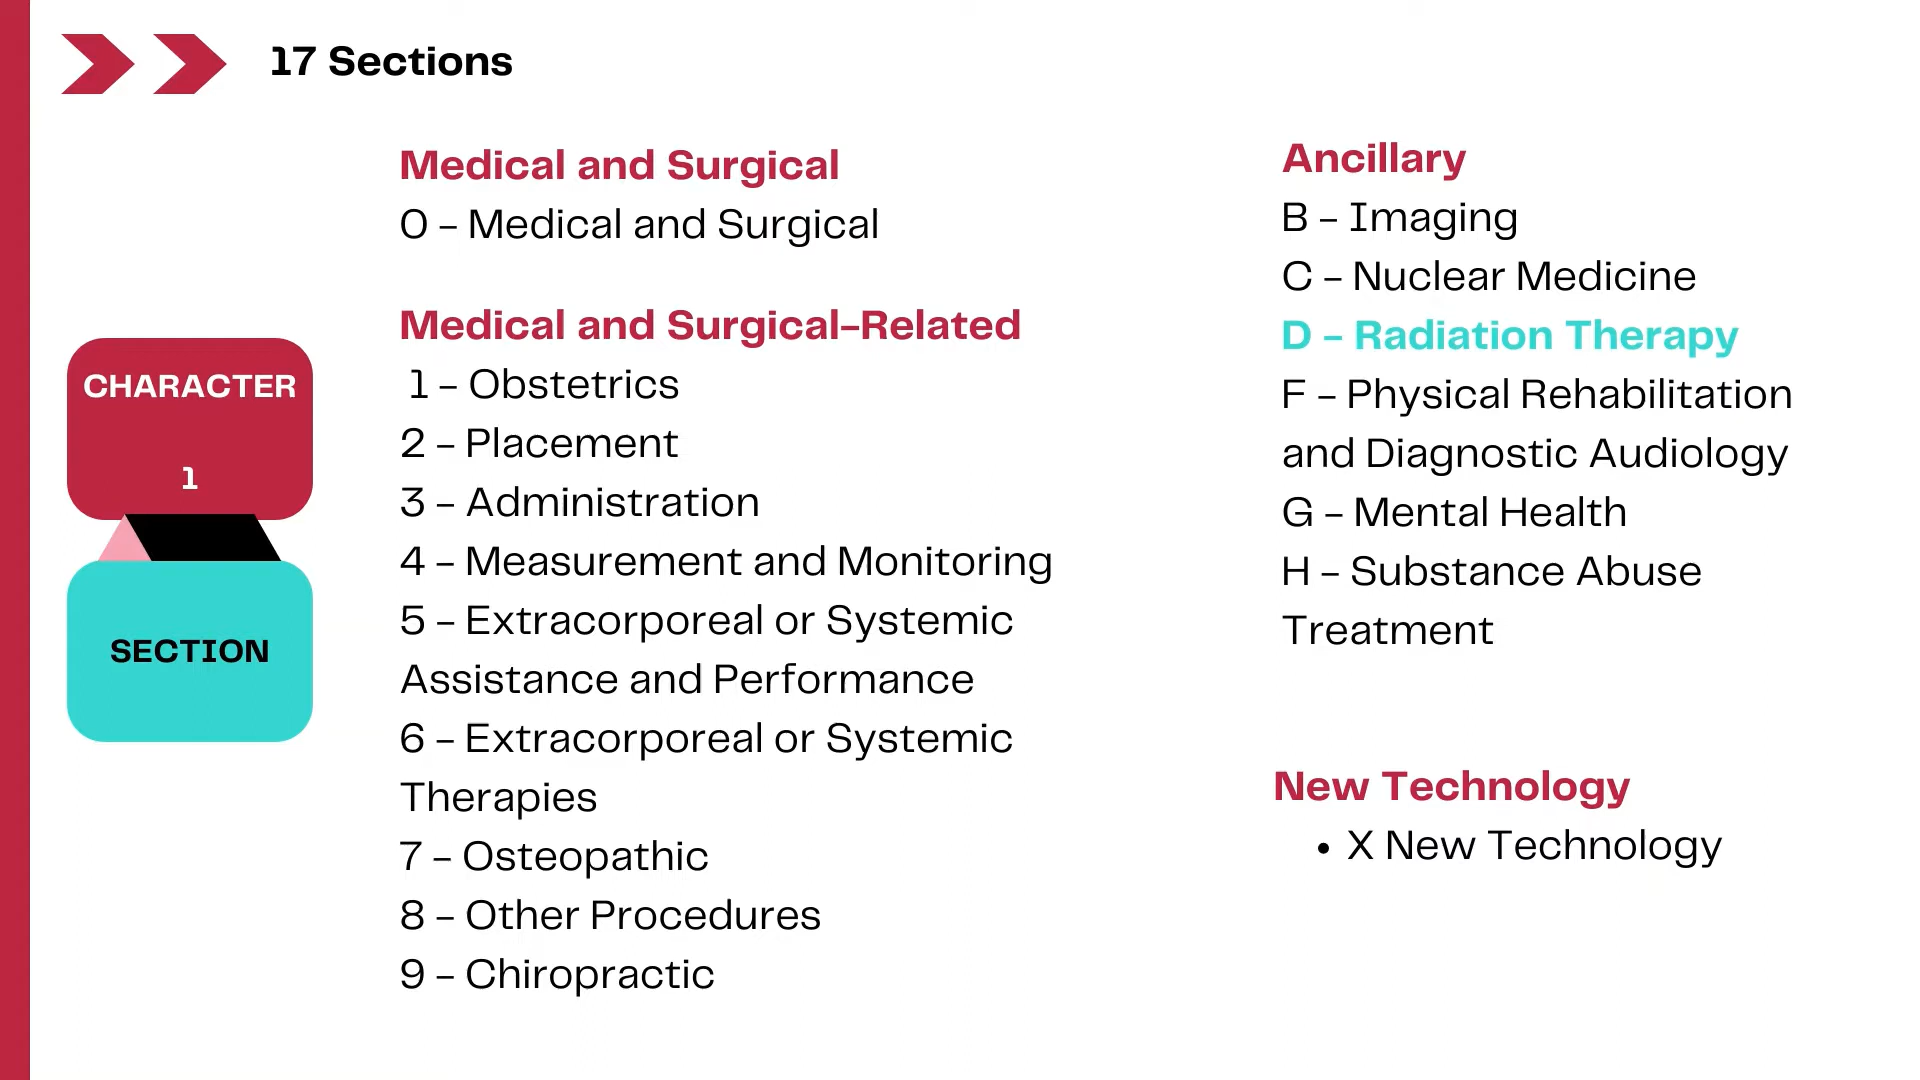 17 Sections
CHARACTER
1
SECTION
Medical and Surgical
0 – Medical and Surgical
Medical and Surgical-Related
1 – Obstetrics
2 – Placement
3 – Administration
4 – Measurement and Monitoring
5 – Extracorporeal or Systemic
Assistance and Performance
6 – Extracorporeal or Systemic
Therapies
7 – Osteopathic
8 – Other Procedures
9 – Chiropractic
Ancillary
B – Imaging
C – Nuclear Medicine
D – Radiation Therapy
F – Physical Rehabilitation
and Diagnostic Audiology
G – Mental Health
H – Substance Abuse
Treatment
New Technology
• X New Technology